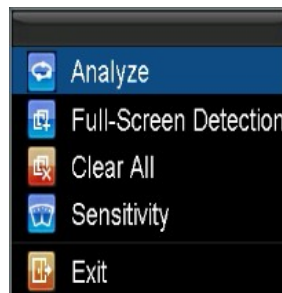 Analyze
Full-Screen Detection
Clear All
Sensitivity
Exit